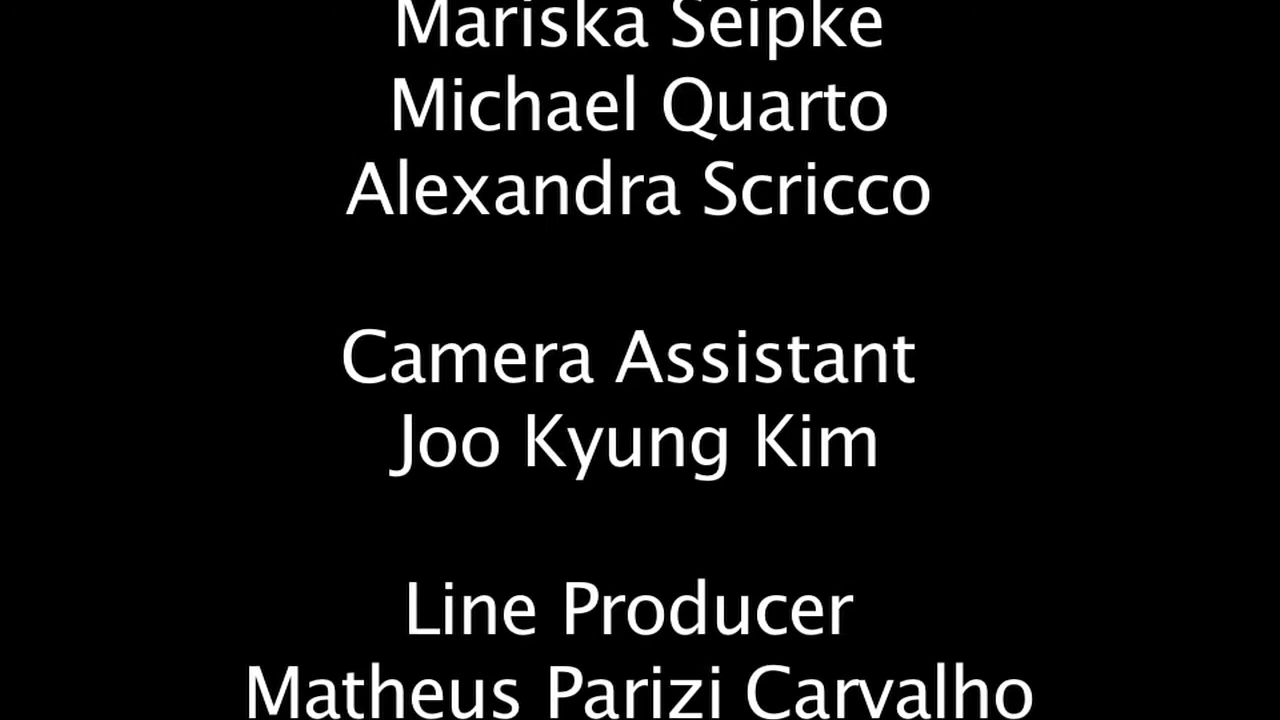 Mariska Seipke
Michael Quarto
Alexandra Scricco
Camera Assistant
Joo Kyung Kim
Line Producer
Matheus Parizi Carvalho